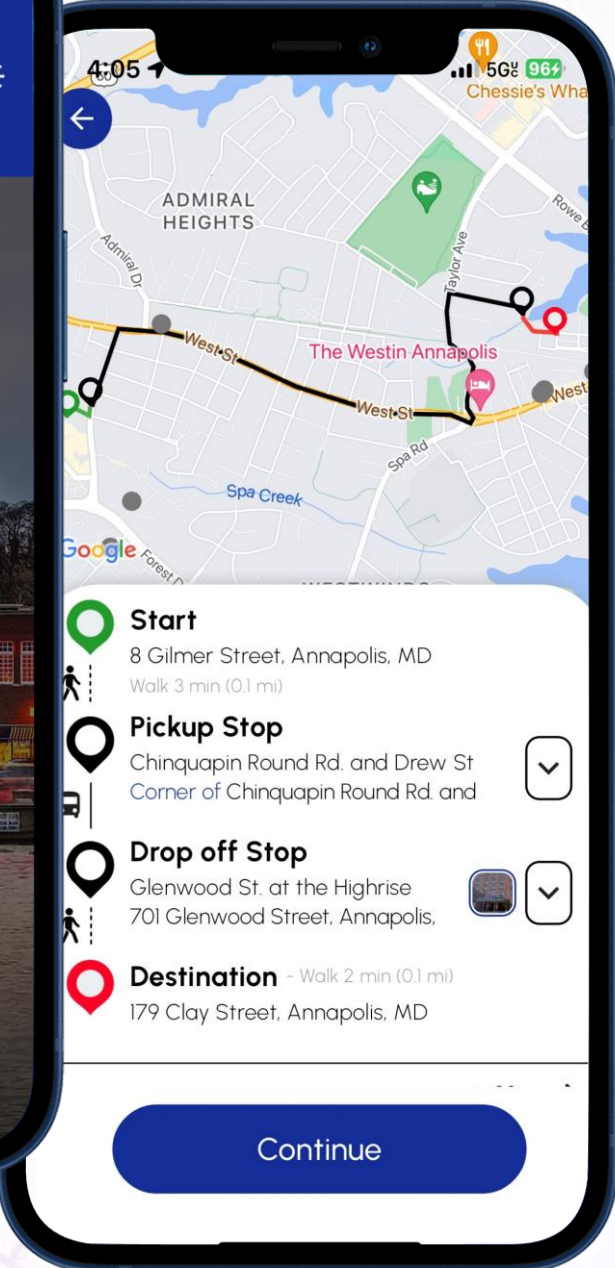 4:05
5G
96
Chessie's Wha
ADMIRAL
HEIGHTS
Rowe B
Admiral Dr
Taylor Ave
The Westin Annapolis
West St
West St
West
Spa Rd
Spa Creek
Google
Forest D
Start
8 Gilmer Street, Annapolis, MD
Walk 3 min (0.1 mi)
Pickup Stop
Chinquapin Round Rd. and Drew St
Corner of Chinquapin Round Rd. and
Drop off Stop
Glenwood St. at the Highrise
701 Glenwood Street, Annapolis,
Destination - Walk 2 min (0.1 mi)
179 Clay Street, Annapolis, MD
Continue